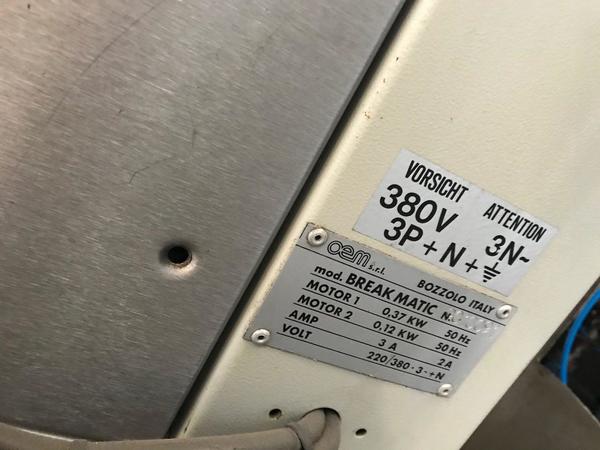 VORSICHT ATTENTION
380V 3N~
3P+N+⏚
oem s.r.l. BOZZOLO ITALY
mod. BREAK MATIC N.
MOTOR 1 0,37 KW 50 Hz
MOTOR 2 0,12 KW 50 Hz
AMP 3 A 2A
VOLT 220/380·3·+N